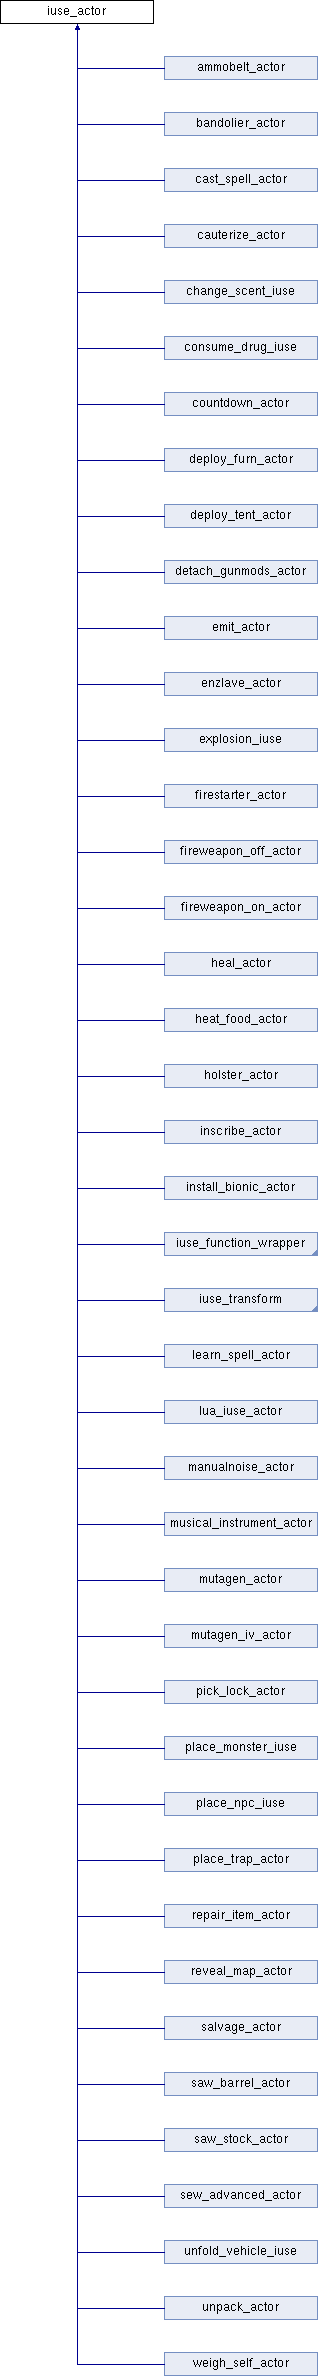 iuse_actor
ammobelt_actor
bandolier_actor
cast_spell_actor
cauterize_actor
change_scent_iuse
consume_drug_iuse
countdown_actor
deploy_furn_actor
deploy_tent_actor
detach_gunmods_actor
emit_actor
enzlave_actor
explosion_iuse
firestarter_actor
fireweapon_off_actor
fireweapon_on_actor
heal_actor
heat_food_actor
holster_actor
inscribe_actor
install_bionic_actor
iuse_function_wrapper
iuse_transform
learn_spell_actor
lua_iuse_actor
manualnoise_actor
musical_instrument_actor
mutagen_actor
mutagen_iv_actor
pick_lock_actor
place_monster_iuse
place_npc_iuse
place_trap_actor
repair_item_actor
reveal_map_actor
salvage_actor
saw_barrel_actor
saw_stock_actor
sew_advanced_actor
unfold_vehicle_iuse
unpack_actor
weigh_self_actor